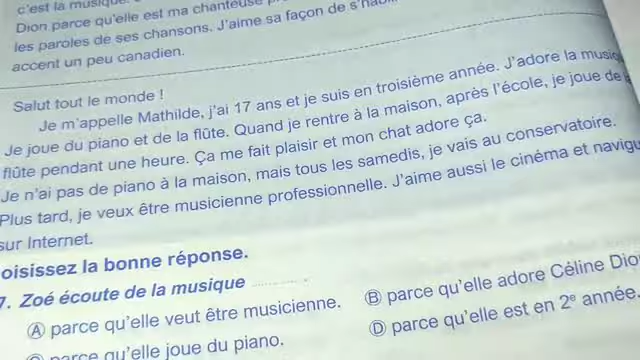 c'est la musique
Dion parce qu'elle est ma chanteuse
les paroles de ses chansons. J'aime sa façon de
accent un peu canadien.
Salut tout le monde !
Je m'appelle Mathilde, j'ai 17 ans et je suis en troisième année. J'adore la
Je joue du piano et de la flûte. Quand je rentre à la maison, après l'école, je joue de
flûte pendant une heure. Ça me fait plaisir et mon chat adore ça.
Je n'ai pas de piano à la maison, mais tous les samedis, je vais au conservatoire.
Plus tard, je veux être musicienne professionnelle. J'aime aussi le cinéma et
sur Internet.
oisissez la bonne réponse.
7. Zoé écoute de la musique ..........
Ⓐ parce qu'elle veut être musicienne. Ⓑ parce qu'elle adore Céline Dio
parce qu'elle joue du piano. Ⓓ parce qu'elle est en 2e année.